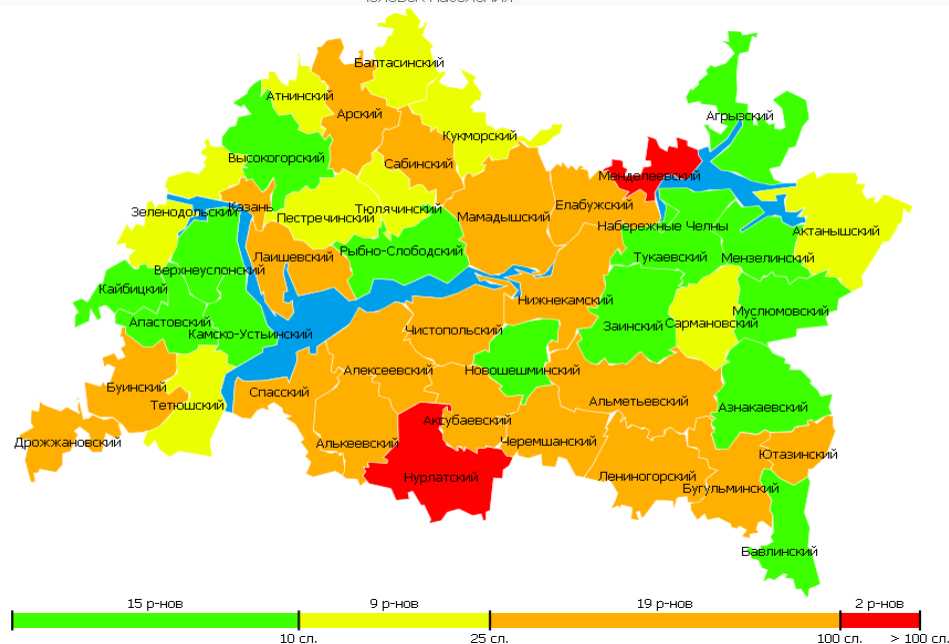 Балтасинский
Атнинский
Арский
Агрызский
Кукморский
Высокогорский
Сабинский
Менделеевский
Зеленодольский
Казань
Пестречинский
Тюлячинский
Мамадышский
Елабужский
Набережные Челны
Актанышский
Лаишевский
Рыбно-Слободский
Тукаевский
Мензелинский
Верхнеуслонский
Кайбицкий
Нижнекамский
Муслюмовский
Апастовский
Камско-Устьинский
Чистопольский
Заинский
Сармановский
Алексеевский
Новошешминский
Буинский
Тетюшский
Спасский
Альметьевский
Азнакаевский
Аксубаевский
Дрожжановский
Алькеевский
Черемшанский
Ютазинский
Нурлатский
Лениногорский
Бугульминский
Бавлинский
15 р-нов 9 р-нов 19 р-нов 2 р-нов
10 сл. 25 сл. 100 сл. > 100 сл.